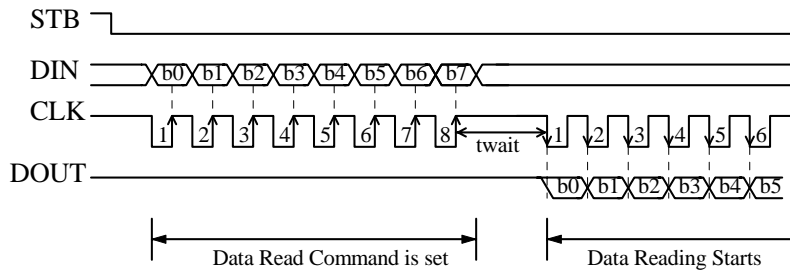 STB
DIN b0 b1 b2 b3 b4 b5 b6 b7
CLK 1 2 3 4 5 6 7 8 twait 1 2 3 4 5 6
DOUT b0 b1 b2 b3 b4 b5
Data Read Command is set Data Reading Starts